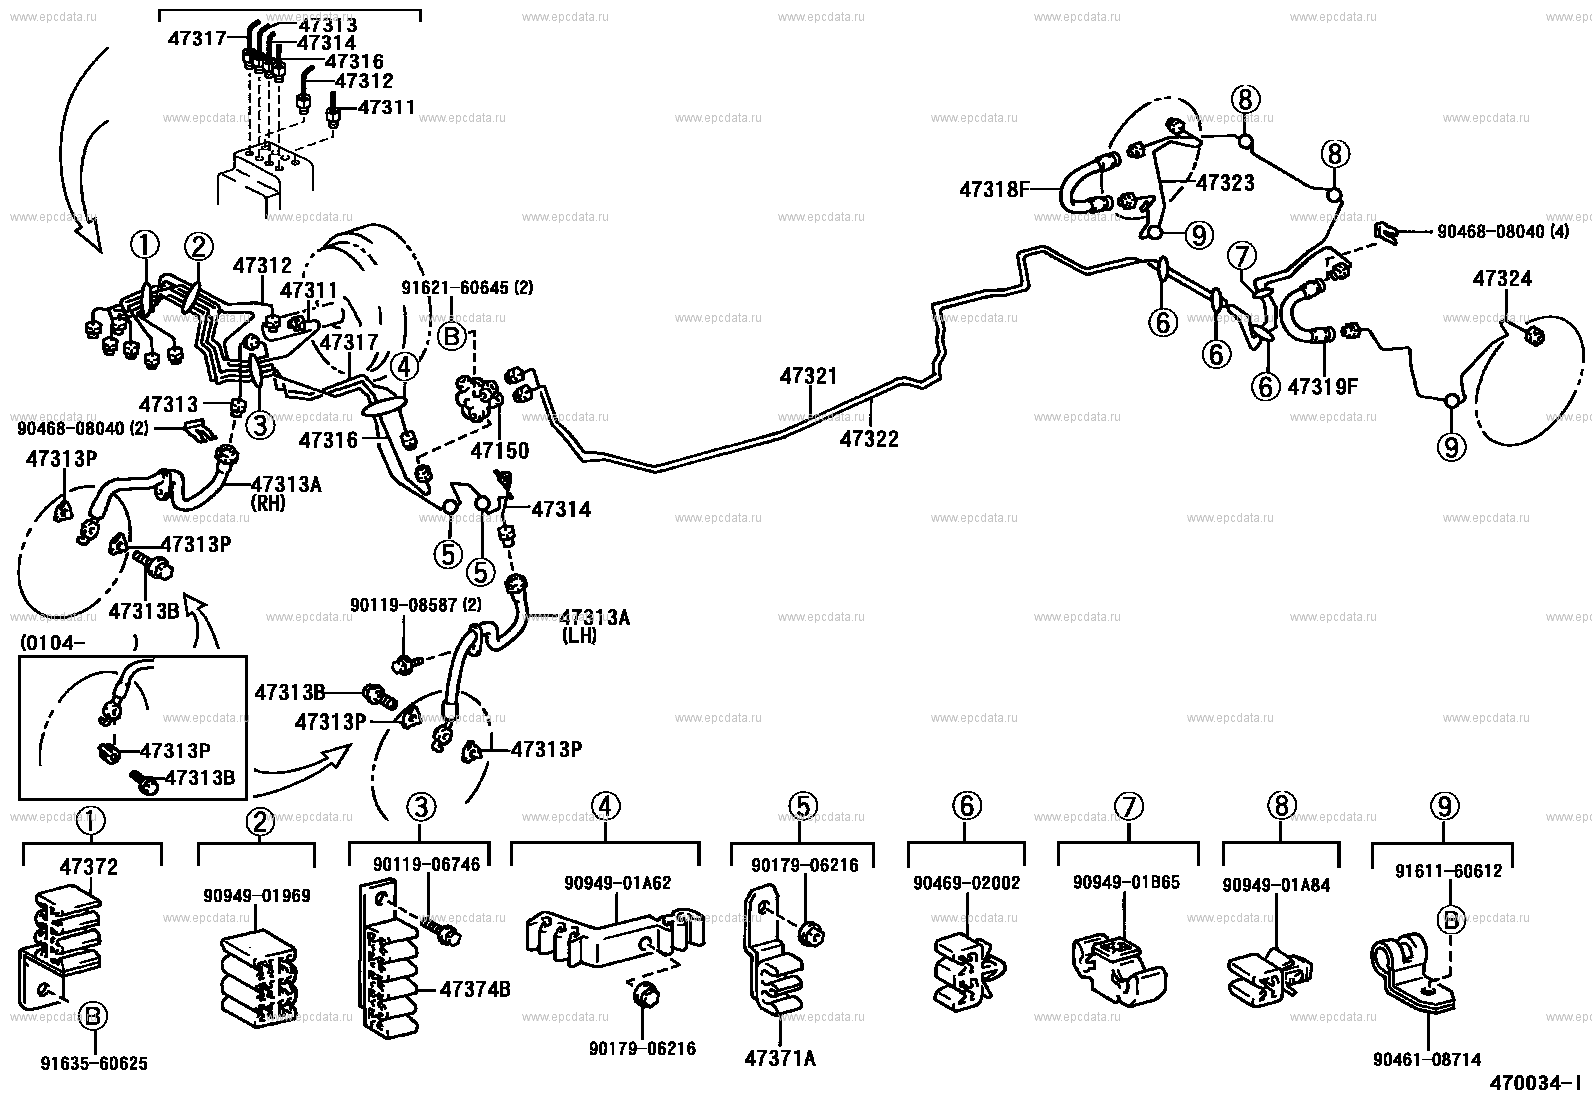 47317
47313
47314
47316
47312
47311
8
8
47318F
47323
9
90468-08040 (4)
1
2
47312
47311
91621-60645 (2)
B
7
47324
47317
4
6
6
6
47319F
47313
3
90468-08040 (2)
47316
47150
47321
47322
9
47313P
47313A
(RH)
47314
5
5
47313P
47313B
90119-08587 (2)
47313A
(LH)
(0104- )
47313B
47313P
47313P
47313P
47313B
1
2
3
4
5
6
7
8
9
47372
90949-01969
90119-06746
90949-01A62
90179-06216
90469-02002
90949-01B65
90949-01A84
91611-60612
B
47374B
B
91635-60625
90179-06216
47371A
90461-08714
470034-I
www.epcdata.ru